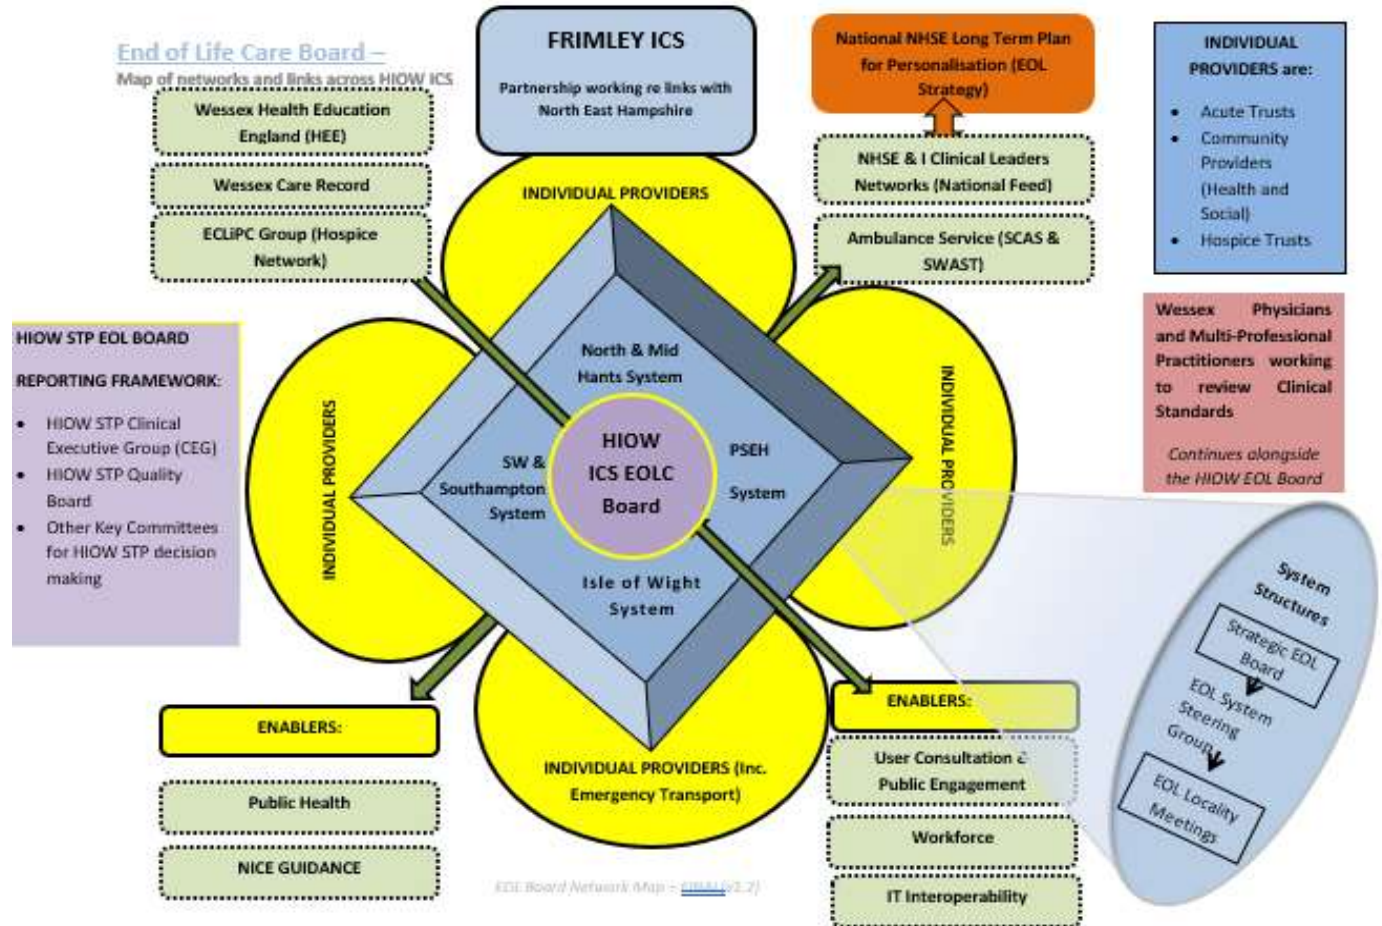 End of Life Care Board –
Map of networks and links across HIOW ICS
Wessex Health Education
England (HEE)
Wessex Care Record
ECLiPC Group (Hospice
Network)
FRIMLEY ICS
Partnership working re links with
North East Hampshire
National NHSE Long Term Plan
for Personalisation (EOL
Strategy)
NHSE & I Clinical Leaders
Networks (National Feed)
Ambulance Service (SCAS &
SWAST)
INDIVIDUAL
PROVIDERS are:
• Acute Trusts
• Community
Providers
(Health and
Social)
• Hospice Trusts
Wessex Physicians
and Multi-Professional
Practitioners working
to review Clinical
Standards
Continues alongside
the HIOW EOL Board
HIOW STP EOL BOARD
REPORTING FRAMEWORK:
• HIOW STP Clinical
Executive Group (CEG)
• HIOW STP Quality
Board
• Other Key Committees
for HIOW STP decision
making
INDIVIDUAL PROVIDERS
INDIVIDUAL PROVIDERS
INDIVIDUAL PROVIDERS
North & Mid
Hants System
SW &
Southampton
System
HIOW
ICS EOLC
Board
PSEH
System
Isle of Wight
System
INDIVIDUAL PROVIDERS (Inc.
Emergency Transport)
System
Structures
Strategic EOL
Board
EOL System
Steering
Group
EOL Locality
Meetings
ENABLERS:
Public Health
NICE GUIDANCE
ENABLERS:
User Consultation &
Public Engagement
Workforce
IT Interoperability
EOL Board Network Map – FINAL (v1.2)